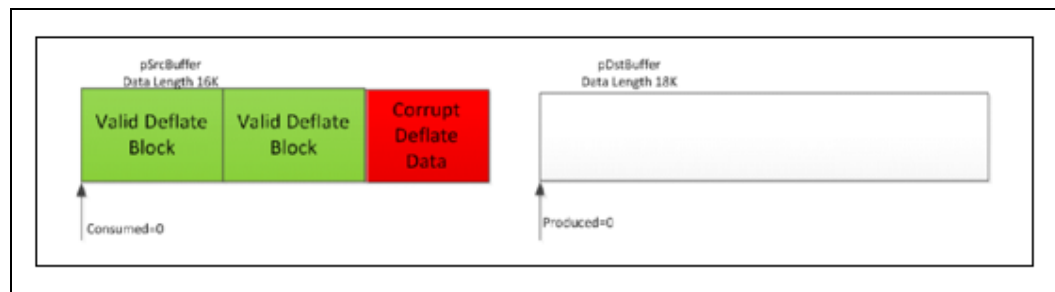 pSrcBuffer
Data Length 16K
Valid Deflate
Block
Valid Deflate
Block
Corrupt
Deflate
Data
Consumed=0
pDstBuffer
Data Length 18K
Produced=0